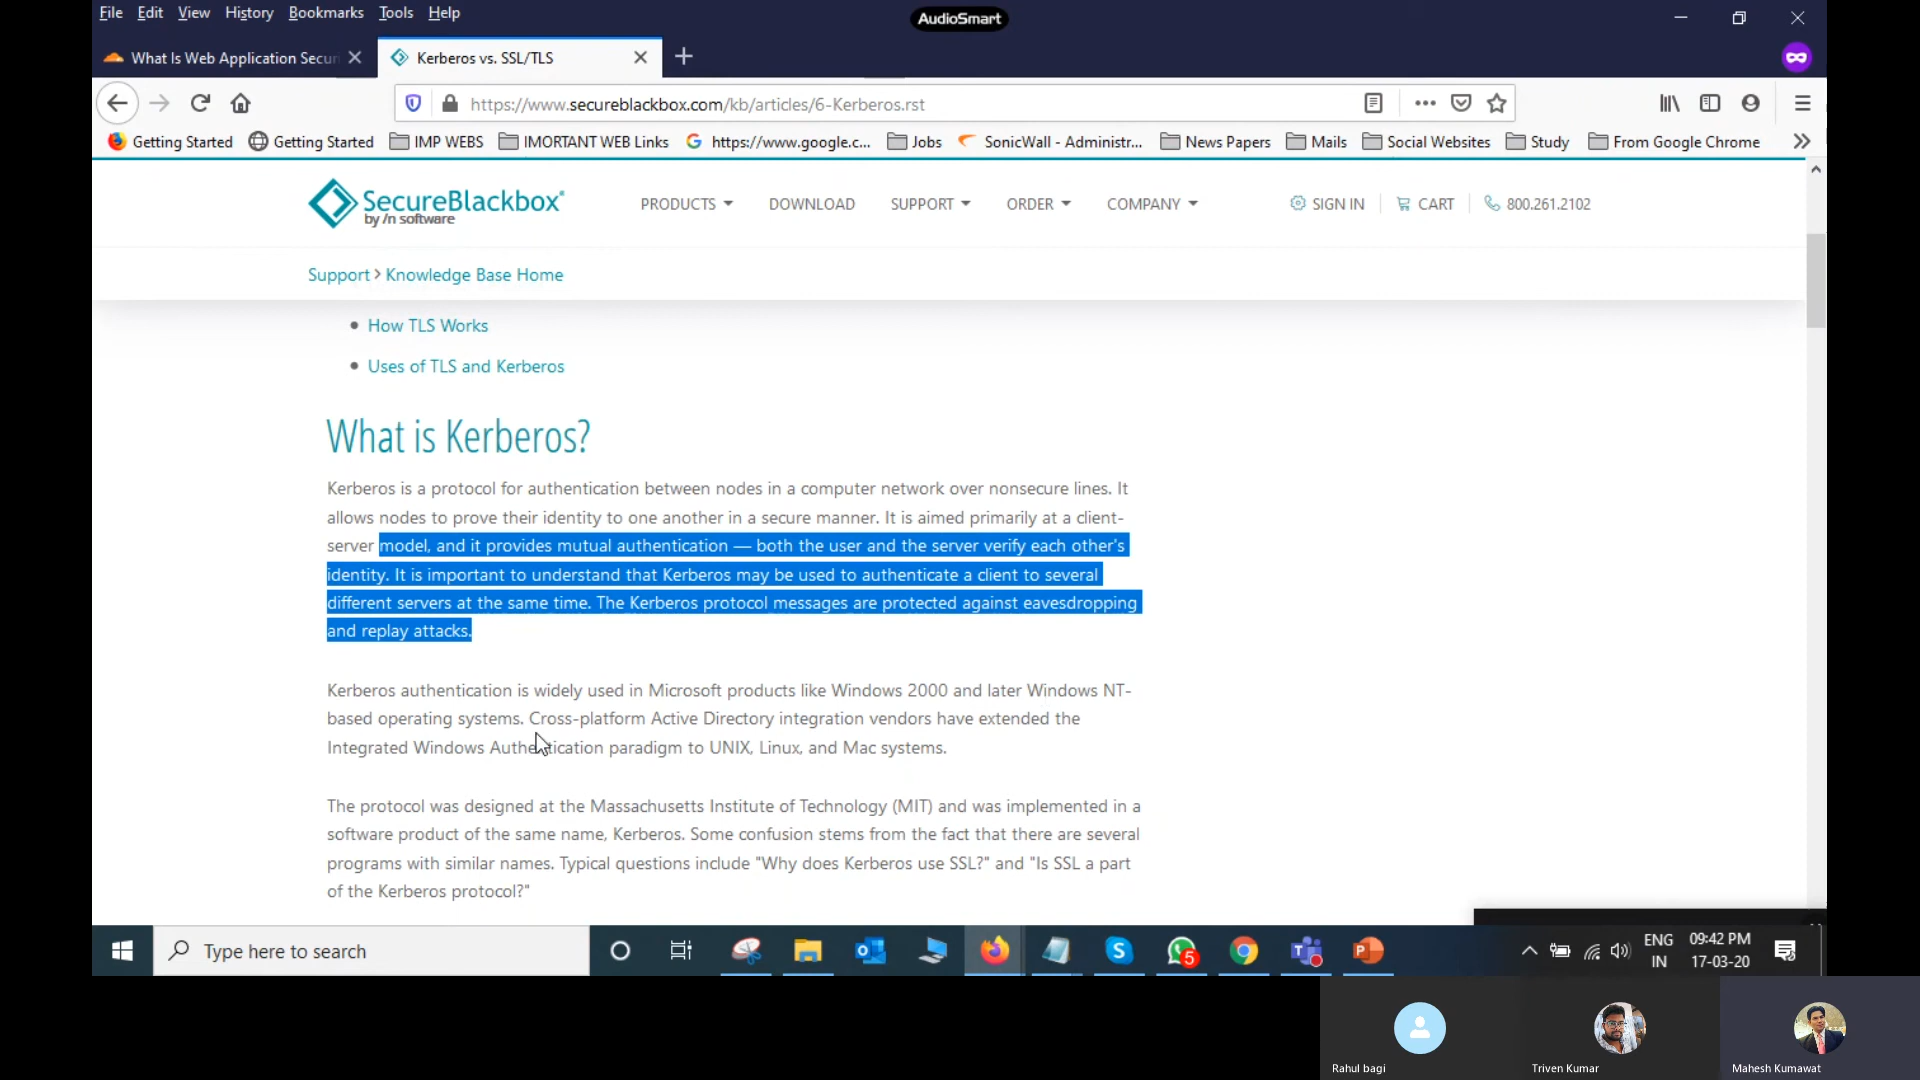 File Edit View History Bookmarks Tools Help
AudioSmart
What Is Web Application Secur
Kerberos vs. SSL/TLS
https://www.secureblackbox.com/kb/articles/6-Kerberos.rst
Getting Started Getting Started IMP WEBS IMORTANT WEB Links https://www.google.c... Jobs SonicWall - Administr... News Papers Mails Social Websites Study From Google Chrome
SecureBlackbox®
by /n software
PRODUCTS DOWNLOAD SUPPORT ORDER COMPANY SIGN IN CART 800.261.2102
Support > Knowledge Base Home
• How TLS Works
• Uses of TLS and Kerberos
What is Kerberos?
Kerberos is a protocol for authentication between nodes in a computer network over nonsecure lines. It
allows nodes to prove their identity to one another in a secure manner. It is aimed primarily at a client-
server model, and it provides mutual authentication — both the user and the server verify each other's
identity. It is important to understand that Kerberos may be used to authenticate a client to several
different servers at the same time. The Kerberos protocol messages are protected against eavesdropping
and replay attacks.
Kerberos authentication is widely used in Microsoft products like Windows 2000 and later Windows NT-
based operating systems. Cross-platform Active Directory integration vendors have extended the
Integrated Windows Authentication paradigm to UNIX, Linux, and Mac systems.
The protocol was designed at the Massachusetts Institute of Technology (MIT) and was implemented in a
software product of the same name, Kerberos. Some confusion stems from the fact that there are several
programs with similar names. Typical questions include "Why does Kerberos use SSL?" and "Is SSL a part
of the Kerberos protocol?"
Type here to search
5
ENG
IN
09:42 PM
17-03-20
Rahul bagi
Triven Kumar
Mahesh Kumawat